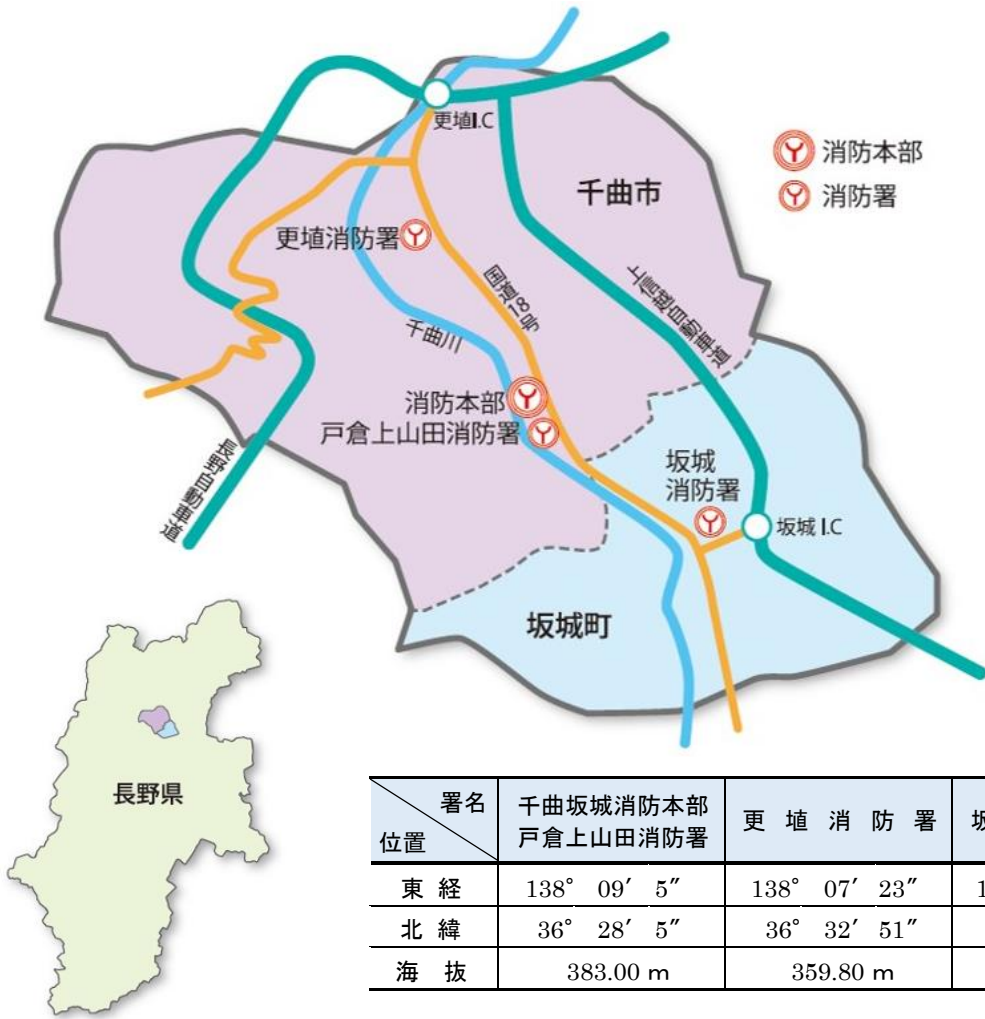 更埴I.C
消防本部
消防署
千曲市
更埴消防署
国道18号
上信越自動車道
千曲川
消防本部
戸倉上山田消防署
坂城
消防署
長野自動車道
坂城 I.C
坂城町
長野県
署名 千曲坂城消防本部 更埴消防署 坂
位置 戸倉上山田消防署
東経 138° 09′ 5″ 138° 07′ 23″ 1
北緯 36° 28′ 5″ 36° 32′ 51″
海抜 383.00 m 359.80 m